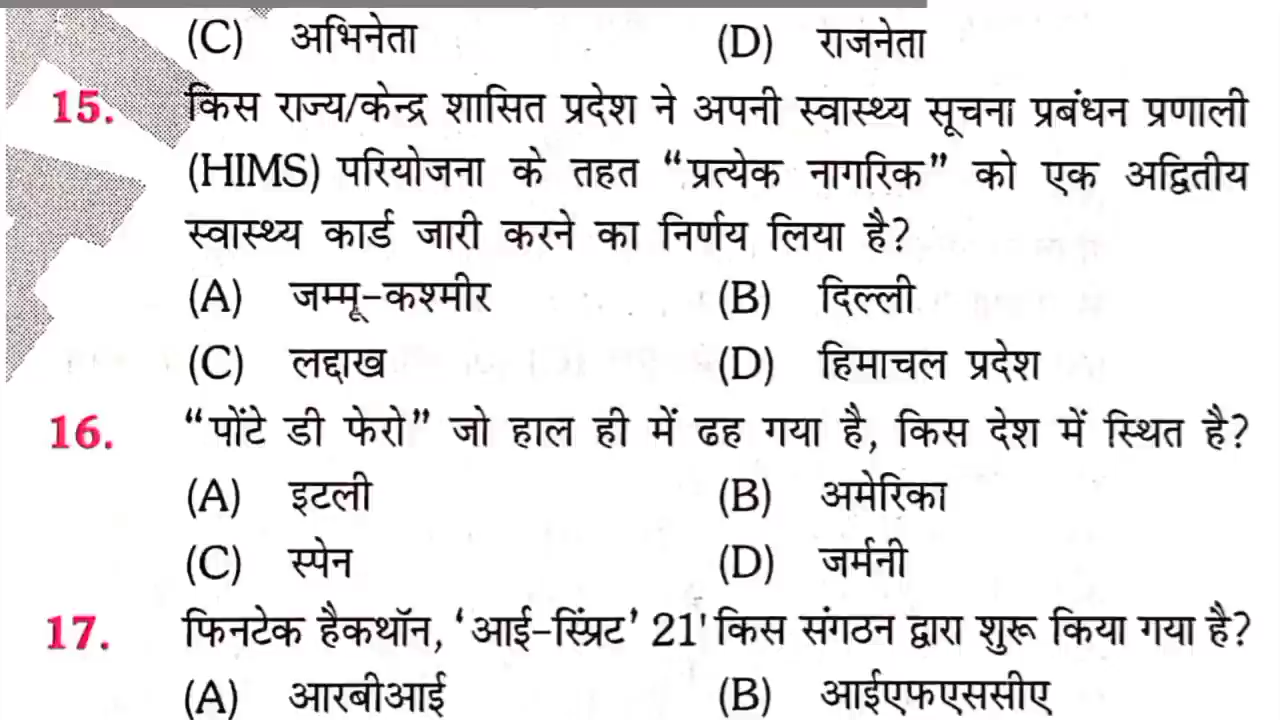 (C) अभिनेता (D) राजनेता
15. किस राज्य/केन्द्र शासित प्रदेश ने अपनी स्वास्थ्य सूचना प्रबंधन प्रणाली
(HIMS) परियोजना के तहत “प्रत्येक नागरिक” को एक अद्वितीय
स्वास्थ्य कार्ड जारी करने का निर्णय लिया है?
(A) जम्मू-कश्मीर (B) दिल्ली
(C) लद्दाख (D) हिमाचल प्रदेश
16. “पोंटे डी फेरो” जो हाल ही में ढह गया है, किस देश में स्थित है?
(A) इटली (B) अमेरिका
(C) स्पेन (D) जर्मनी
17. फिनटेक हैकथॉन, ‘आई-स्प्रिंट’ 21' किस संगठन द्वारा शुरू किया गया है?
(A) आरबीआई (B) आईएफएससीए